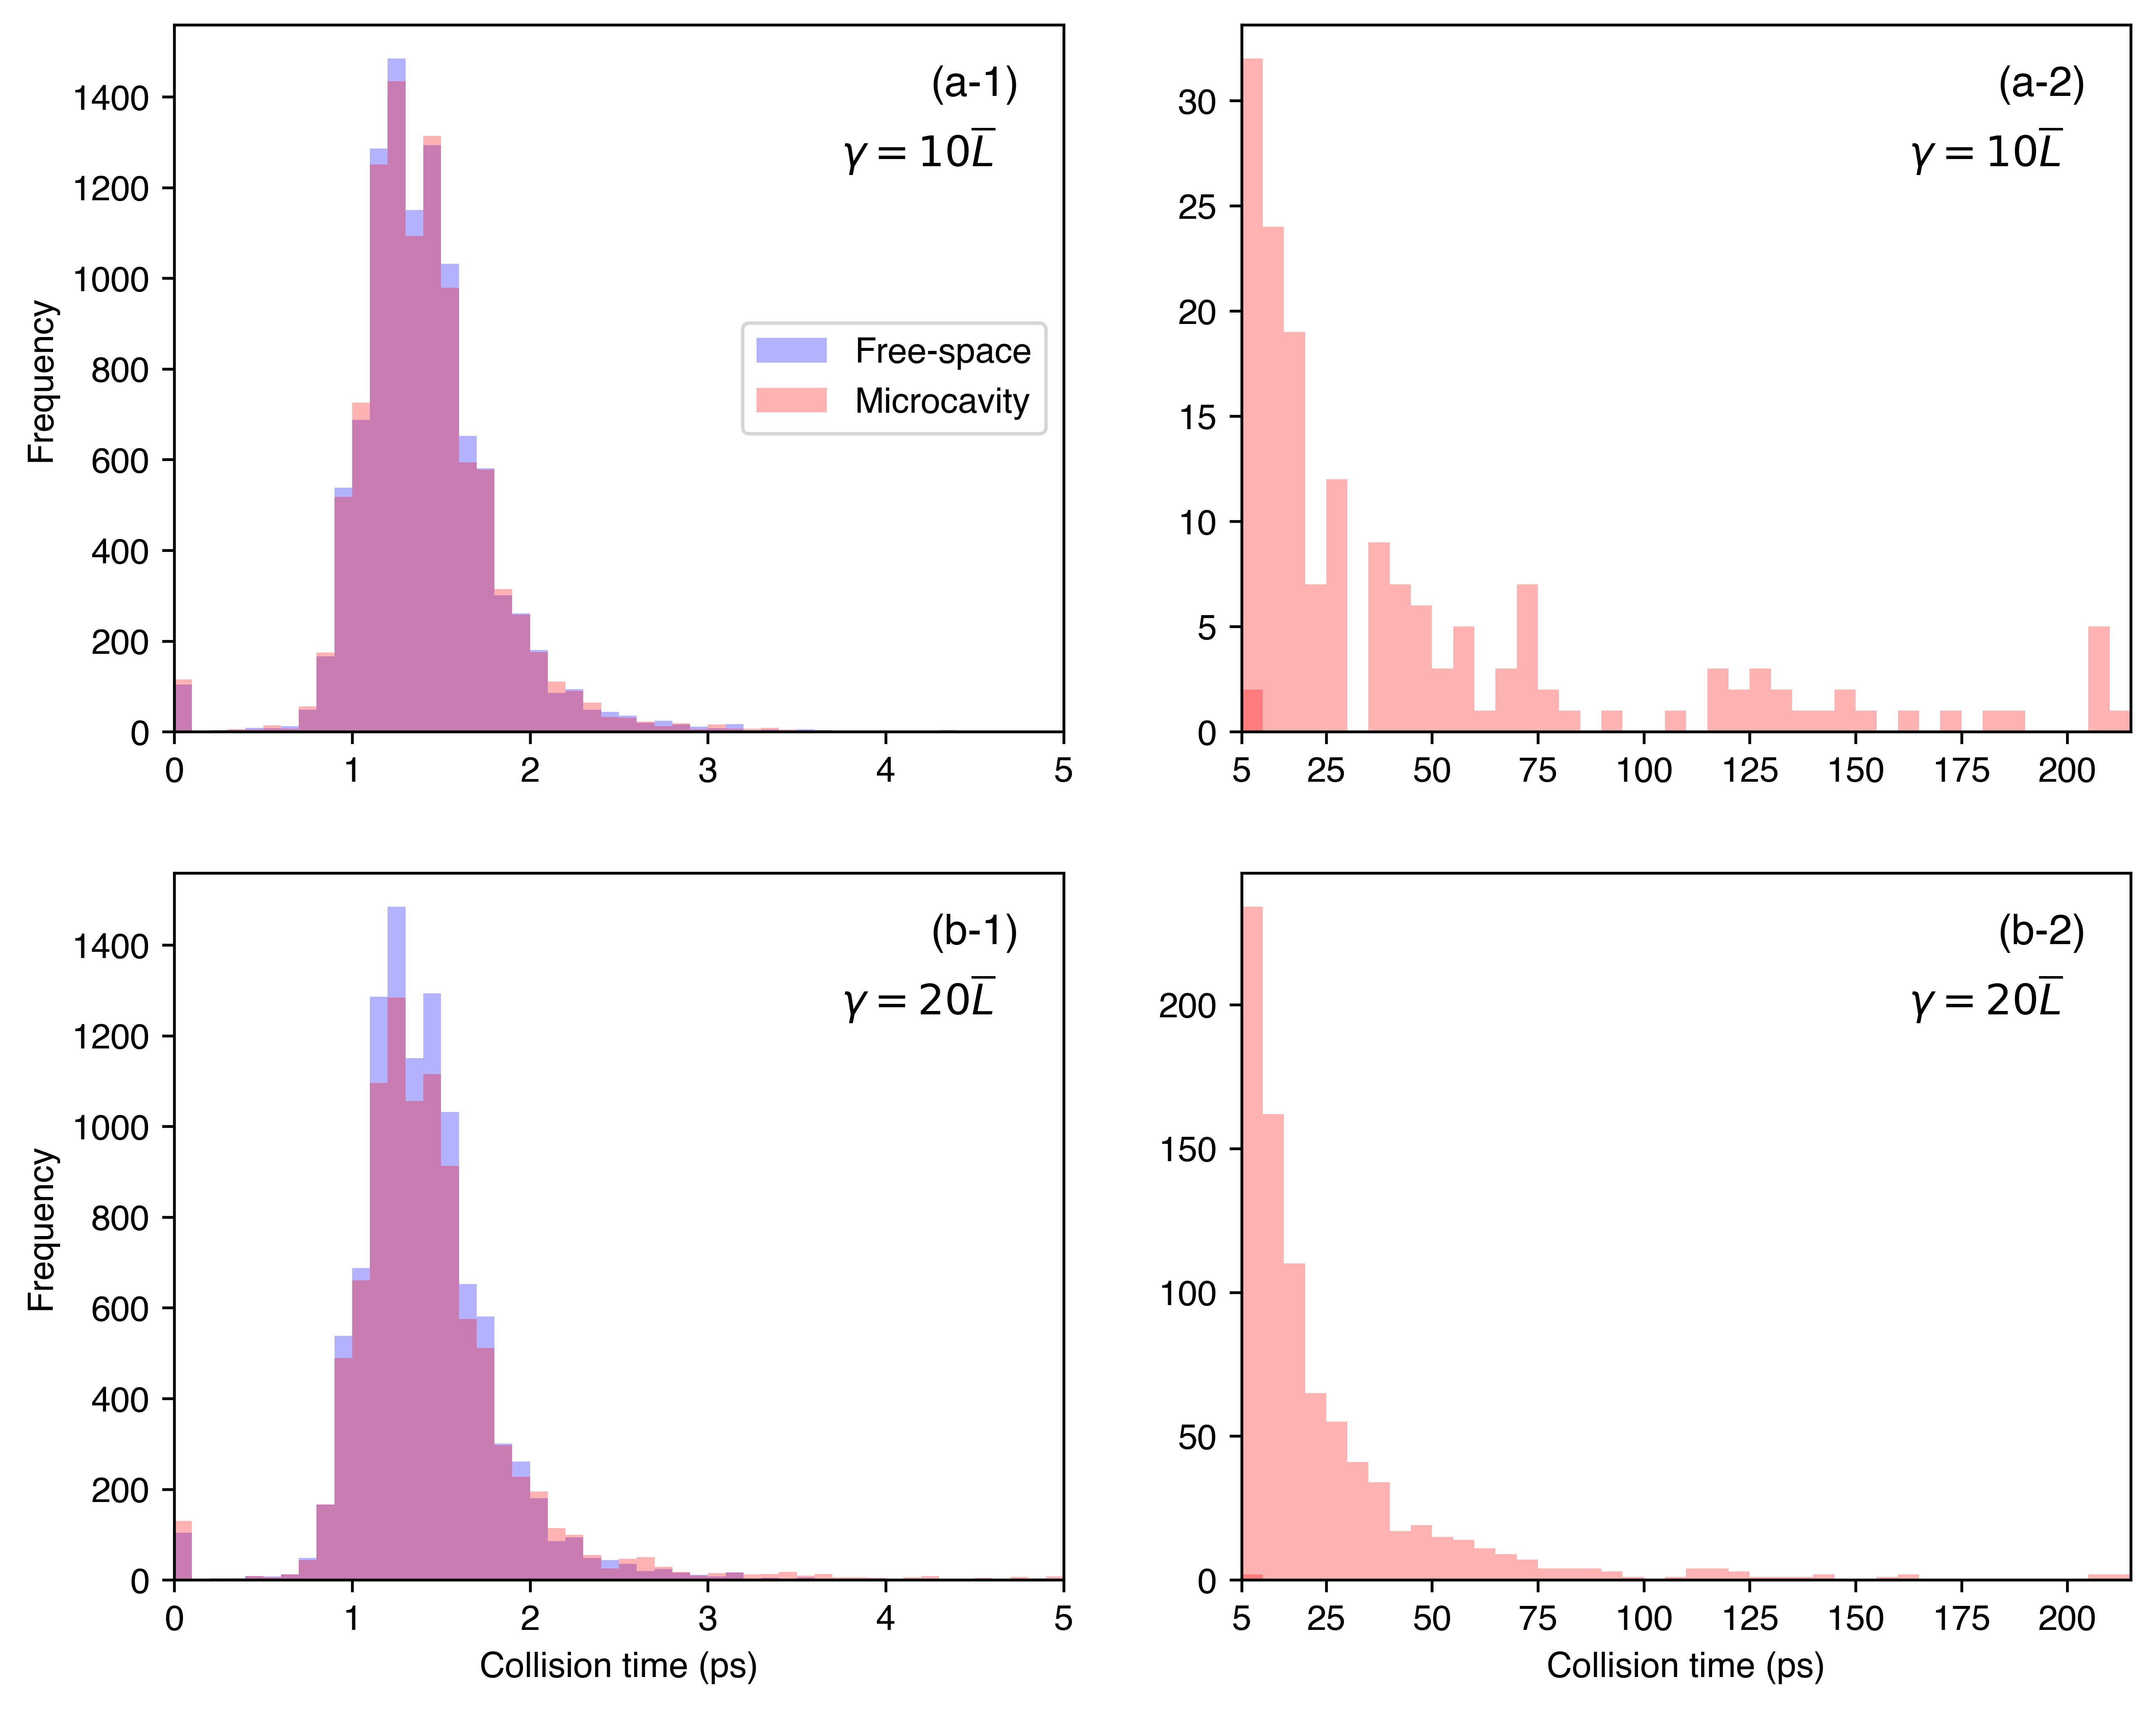 (a-1)
γ = 10L̅
Frequency
1400
1200
1000
800
600
400
200
0
0 1 2 3 4 5
Free-space
Microcavity
(a-2)
γ = 10L̅
30
25
20
15
10
5
0
5 25 50 75 100 125 150 175 200
(b-1)
γ = 20L̅
Frequency
1400
1200
1000
800
600
400
200
0
0 1 2 3 4 5
Collision time (ps)
(b-2)
γ = 20L̅
200
150
100
50
0
5 25 50 75 100 125 150 175 200
Collision time (ps)